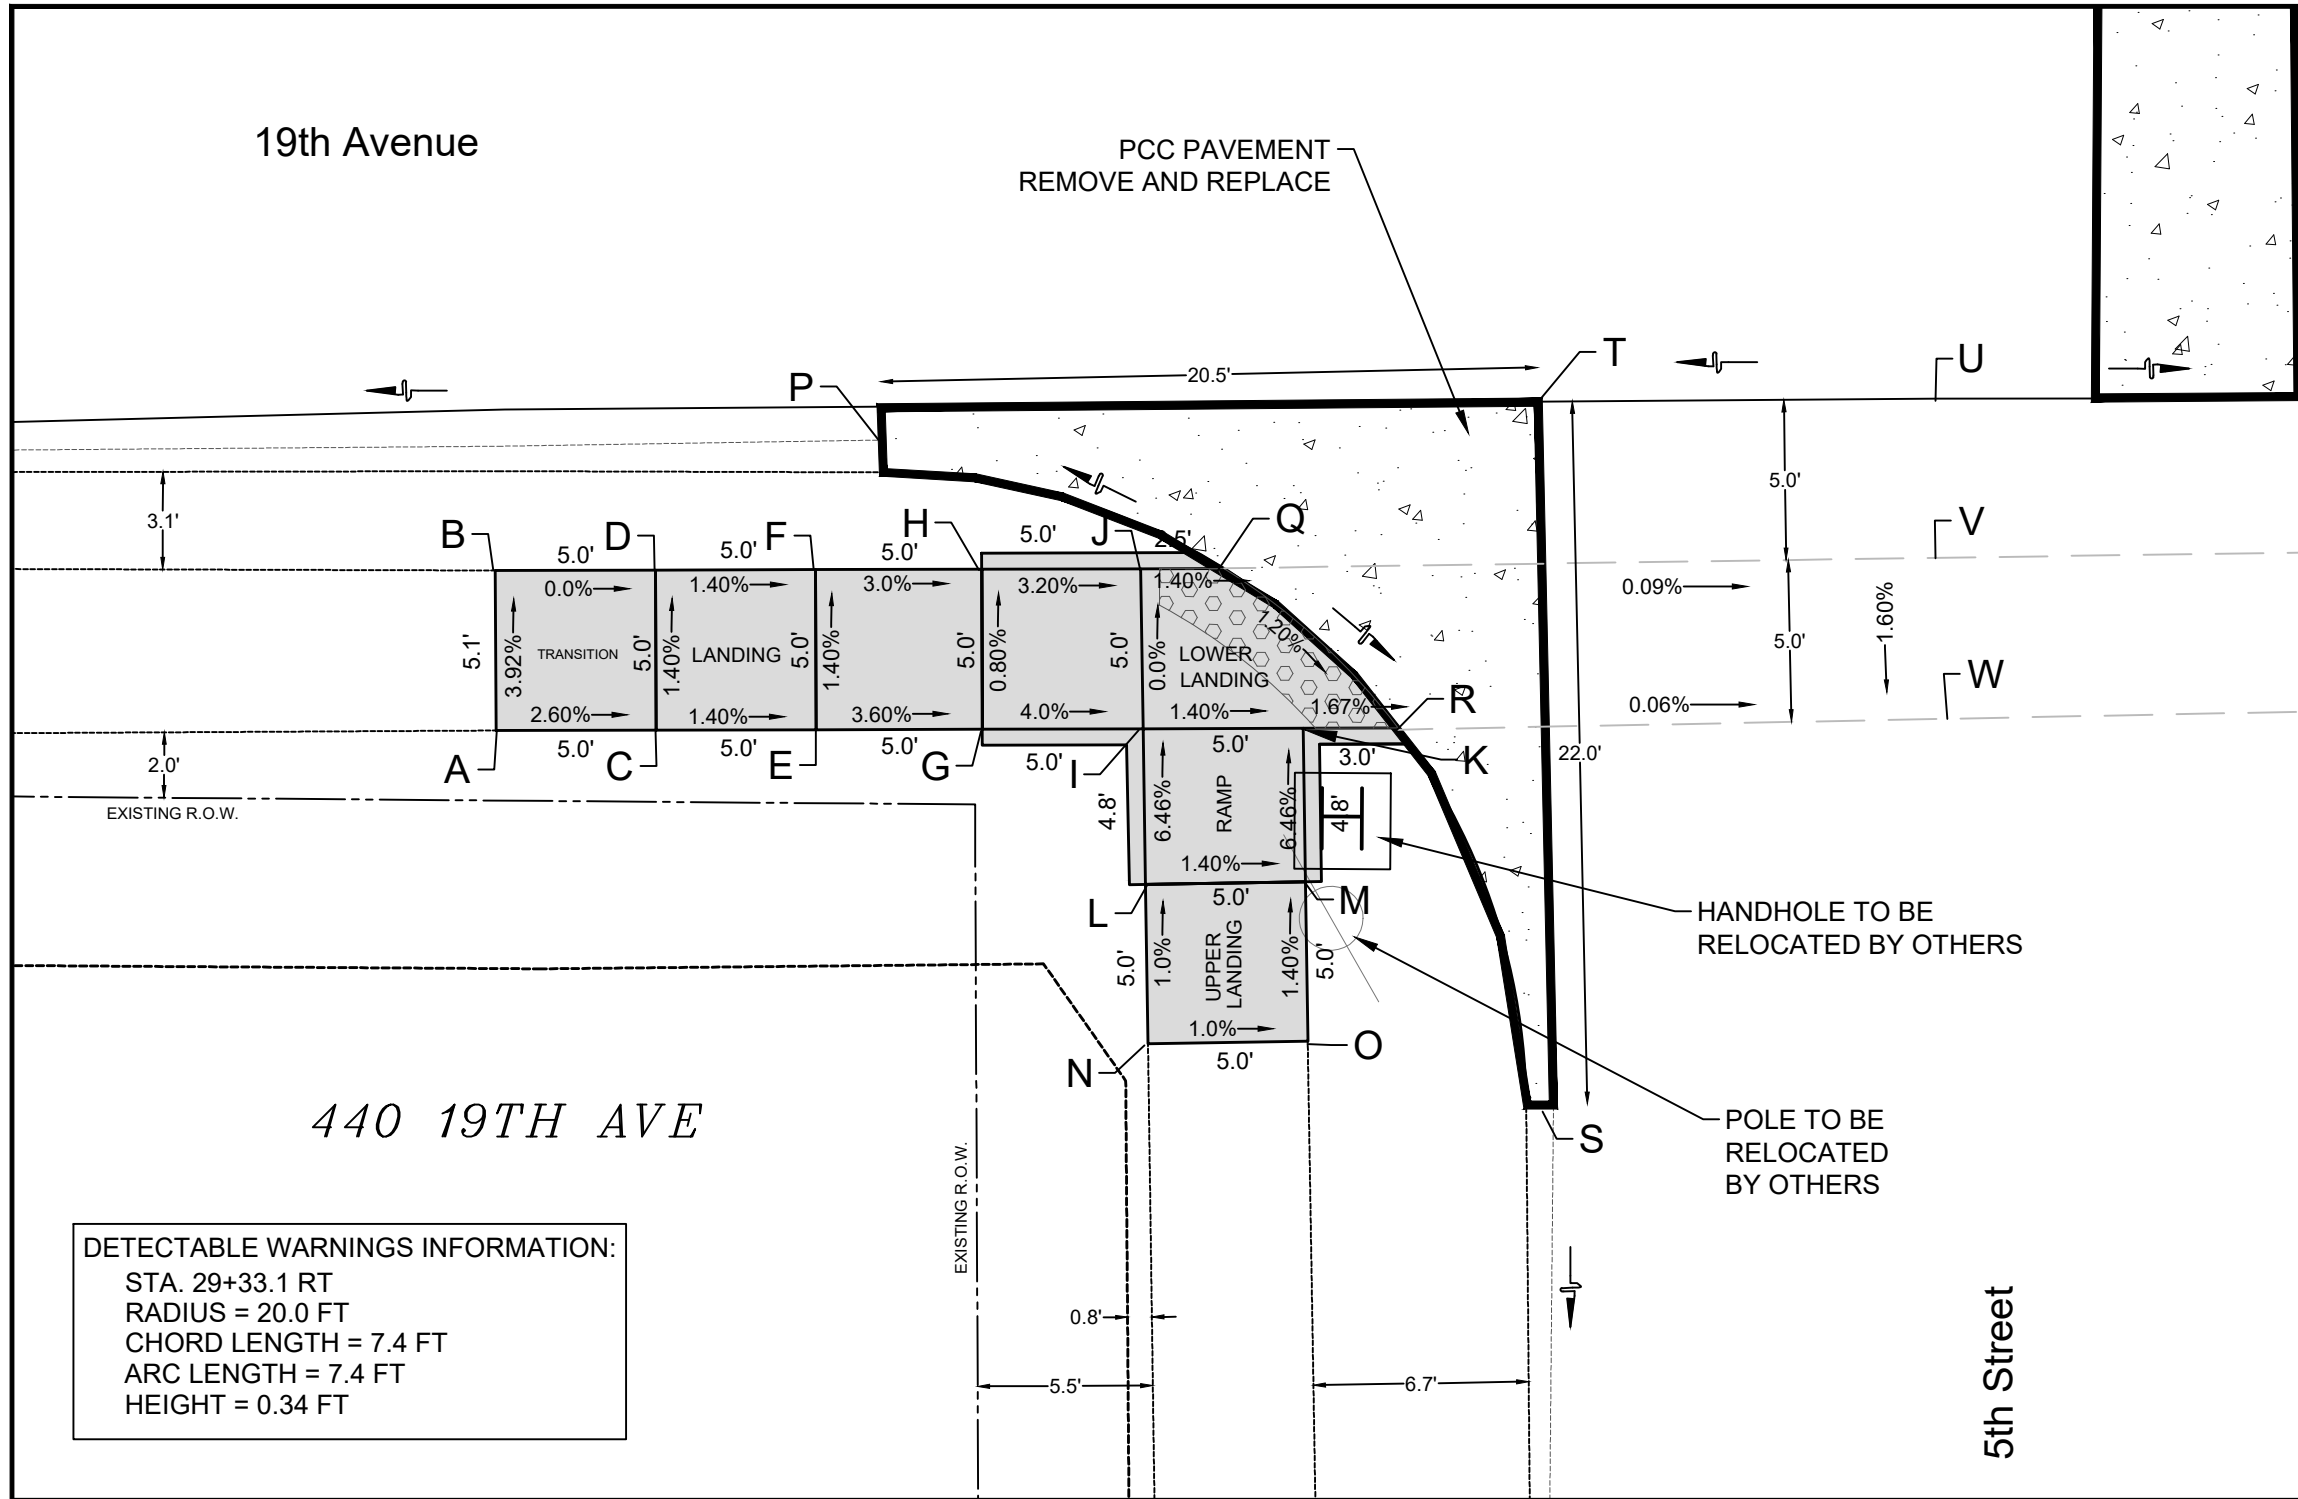 19th Avenue
PCC PAVEMENT
REMOVE AND REPLACE
T
U
P
20.5'
5.0'
3.1'
B
5.0'
D
5.0'
F
5.0'
H
5.0'
J
2.5'
Q
V
0.0%
1.40%
3.0%
3.20%
1.40%
0.09%
1.60%
5.1'
3.92%
TRANSITION
5.0'
1.40%
LANDING
5.0'
1.40%
5.0'
0.80%
5.0'
0.0%
LOWER
LANDING
1.20%
5.0'
W
2.60%
1.40%
3.60%
4.0%
1.40%
1.67%
R
0.06%
2.0'
A
5.0'
C
5.0'
E
5.0'
G
5.0'
I
5.0'
3.0'
K
22.0'
EXISTING R.O.W.
4.8'
6.46%
RAMP
6.46%
4.8'
H
1.40%
L
5.0'
M
HANDHOLE TO BE
RELOCATED BY OTHERS
5.0'
1.0%
UPPER
LANDING
1.40%
5.0'
1.0%
N
5.0'
O
440 19TH AVE
S
POLE TO BE
RELOCATED
BY OTHERS
EXISTING R.O.W.
DETECTABLE WARNINGS INFORMATION:
STA. 29+33.1 RT
RADIUS = 20.0 FT
CHORD LENGTH = 7.4 FT
ARC LENGTH = 7.4 FT
HEIGHT = 0.34 FT
0.8'
5.5'
6.7'
5th Street